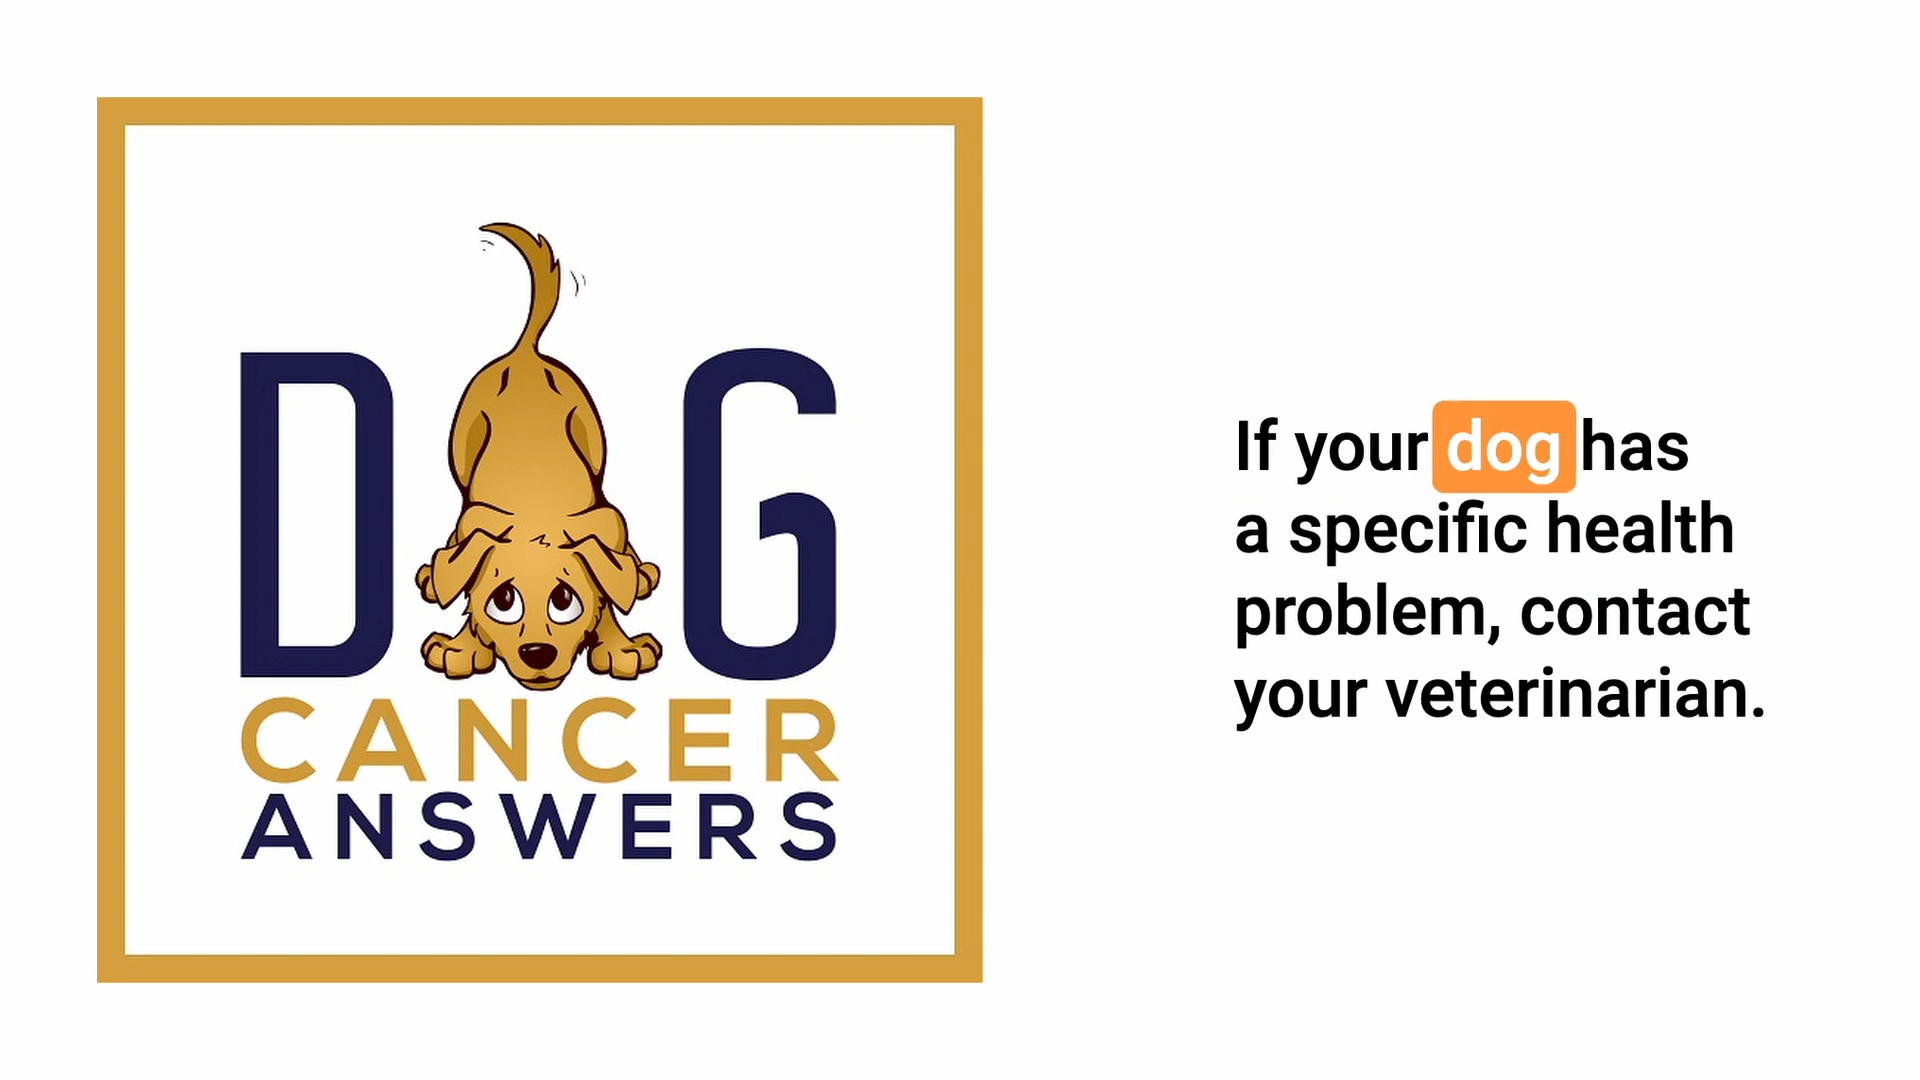 DOG
CANCER
ANSWERS
If your dog has
a specific health
problem, contact
your veterinarian.